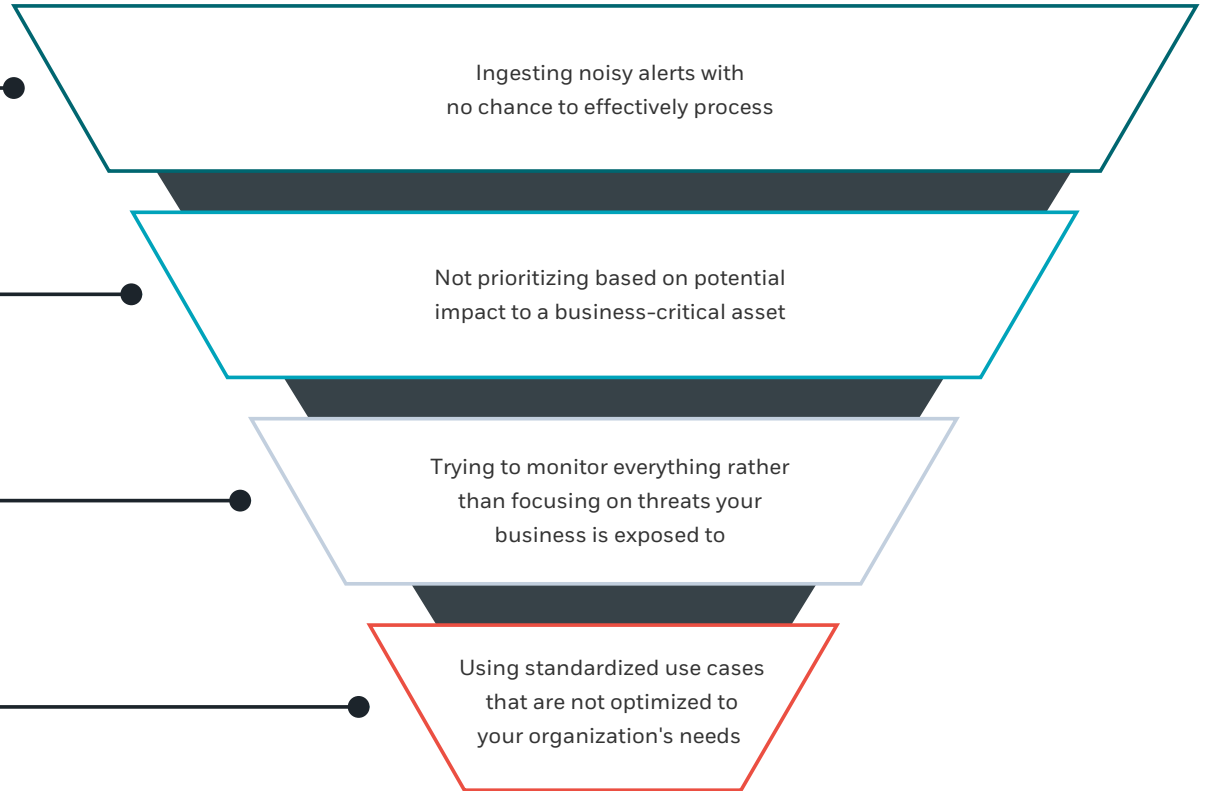 Ingesting noisy alerts with
no chance to effectively process
Not prioritizing based on potential
impact to a business-critical asset
Trying to monitor everything rather
than focusing on threats your
business is exposed to
Using standardized use cases
that are not optimized to
your organization's needs